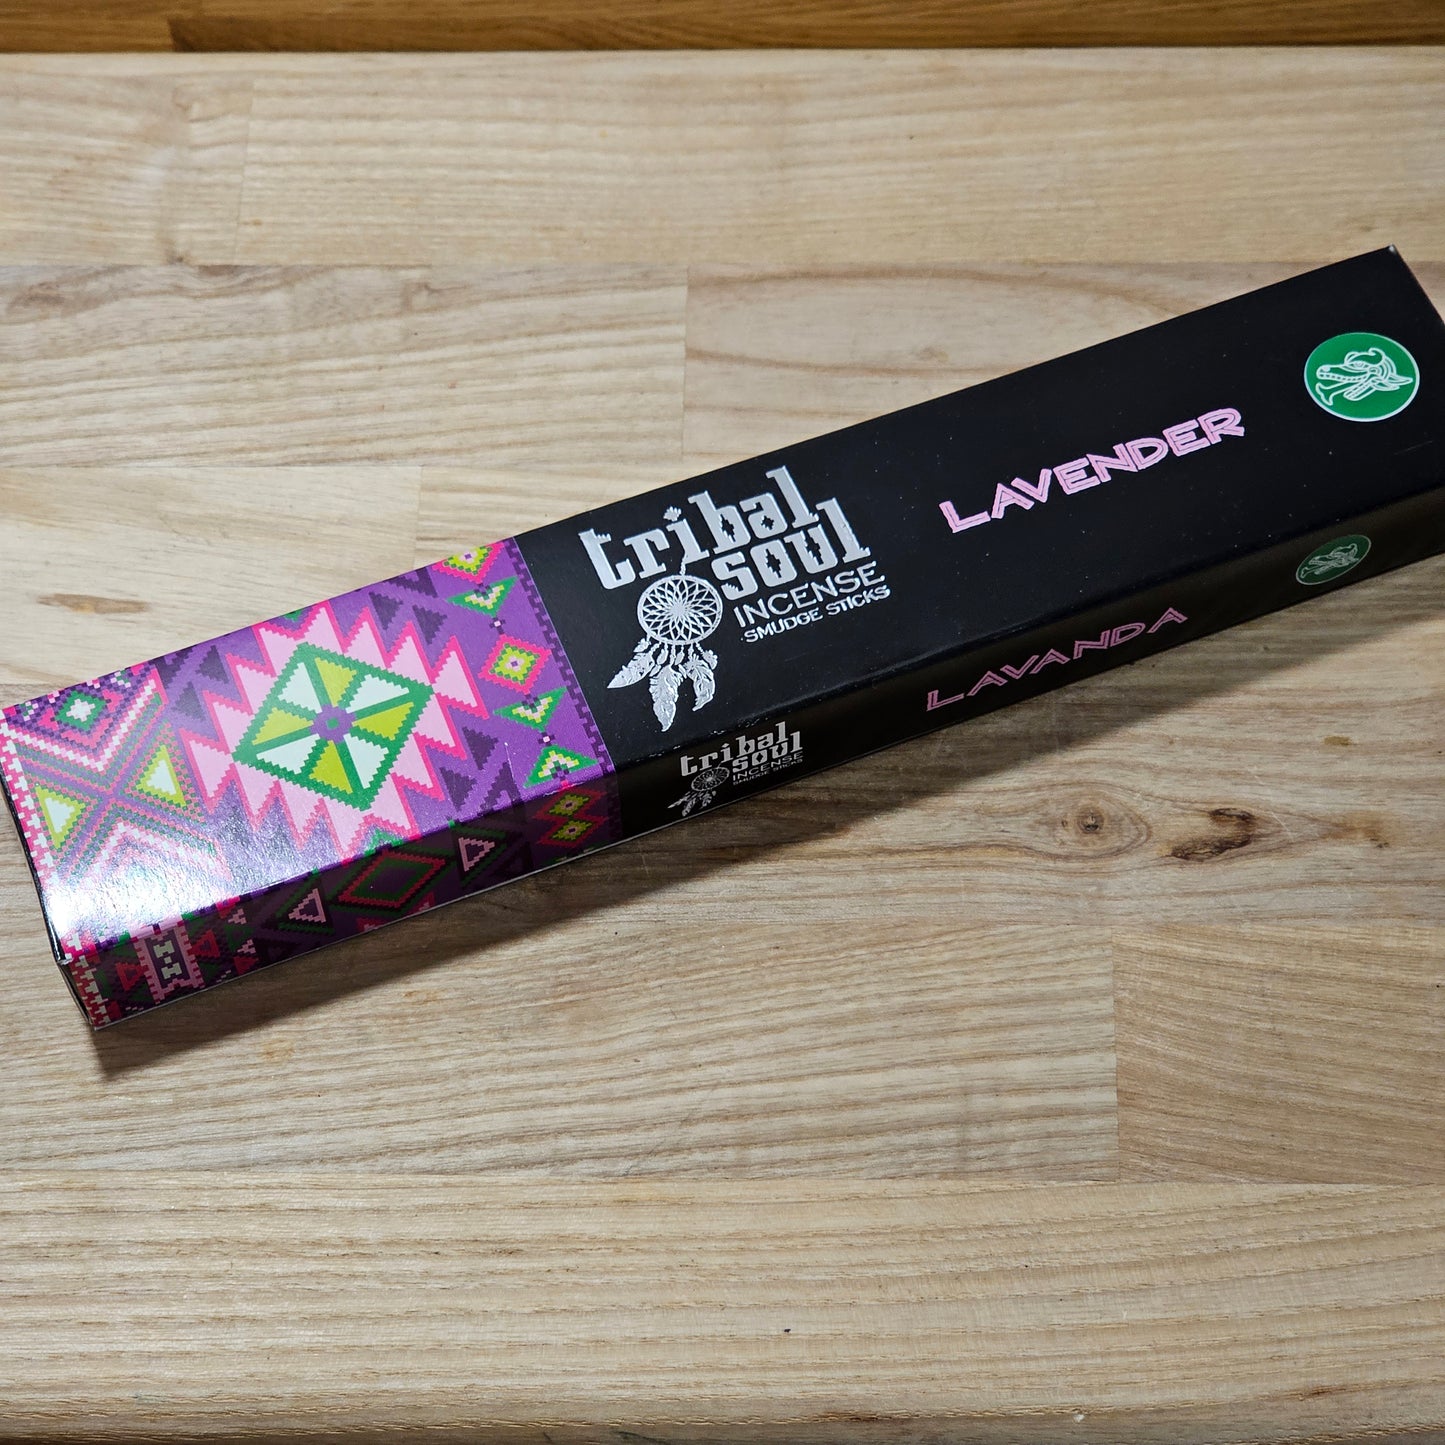 tribal
soul
INCENSE
SMUDGE STICKS
LAVENDER
tribal
soul
INCENSE
SMUDGE STICKS
LAVANDA